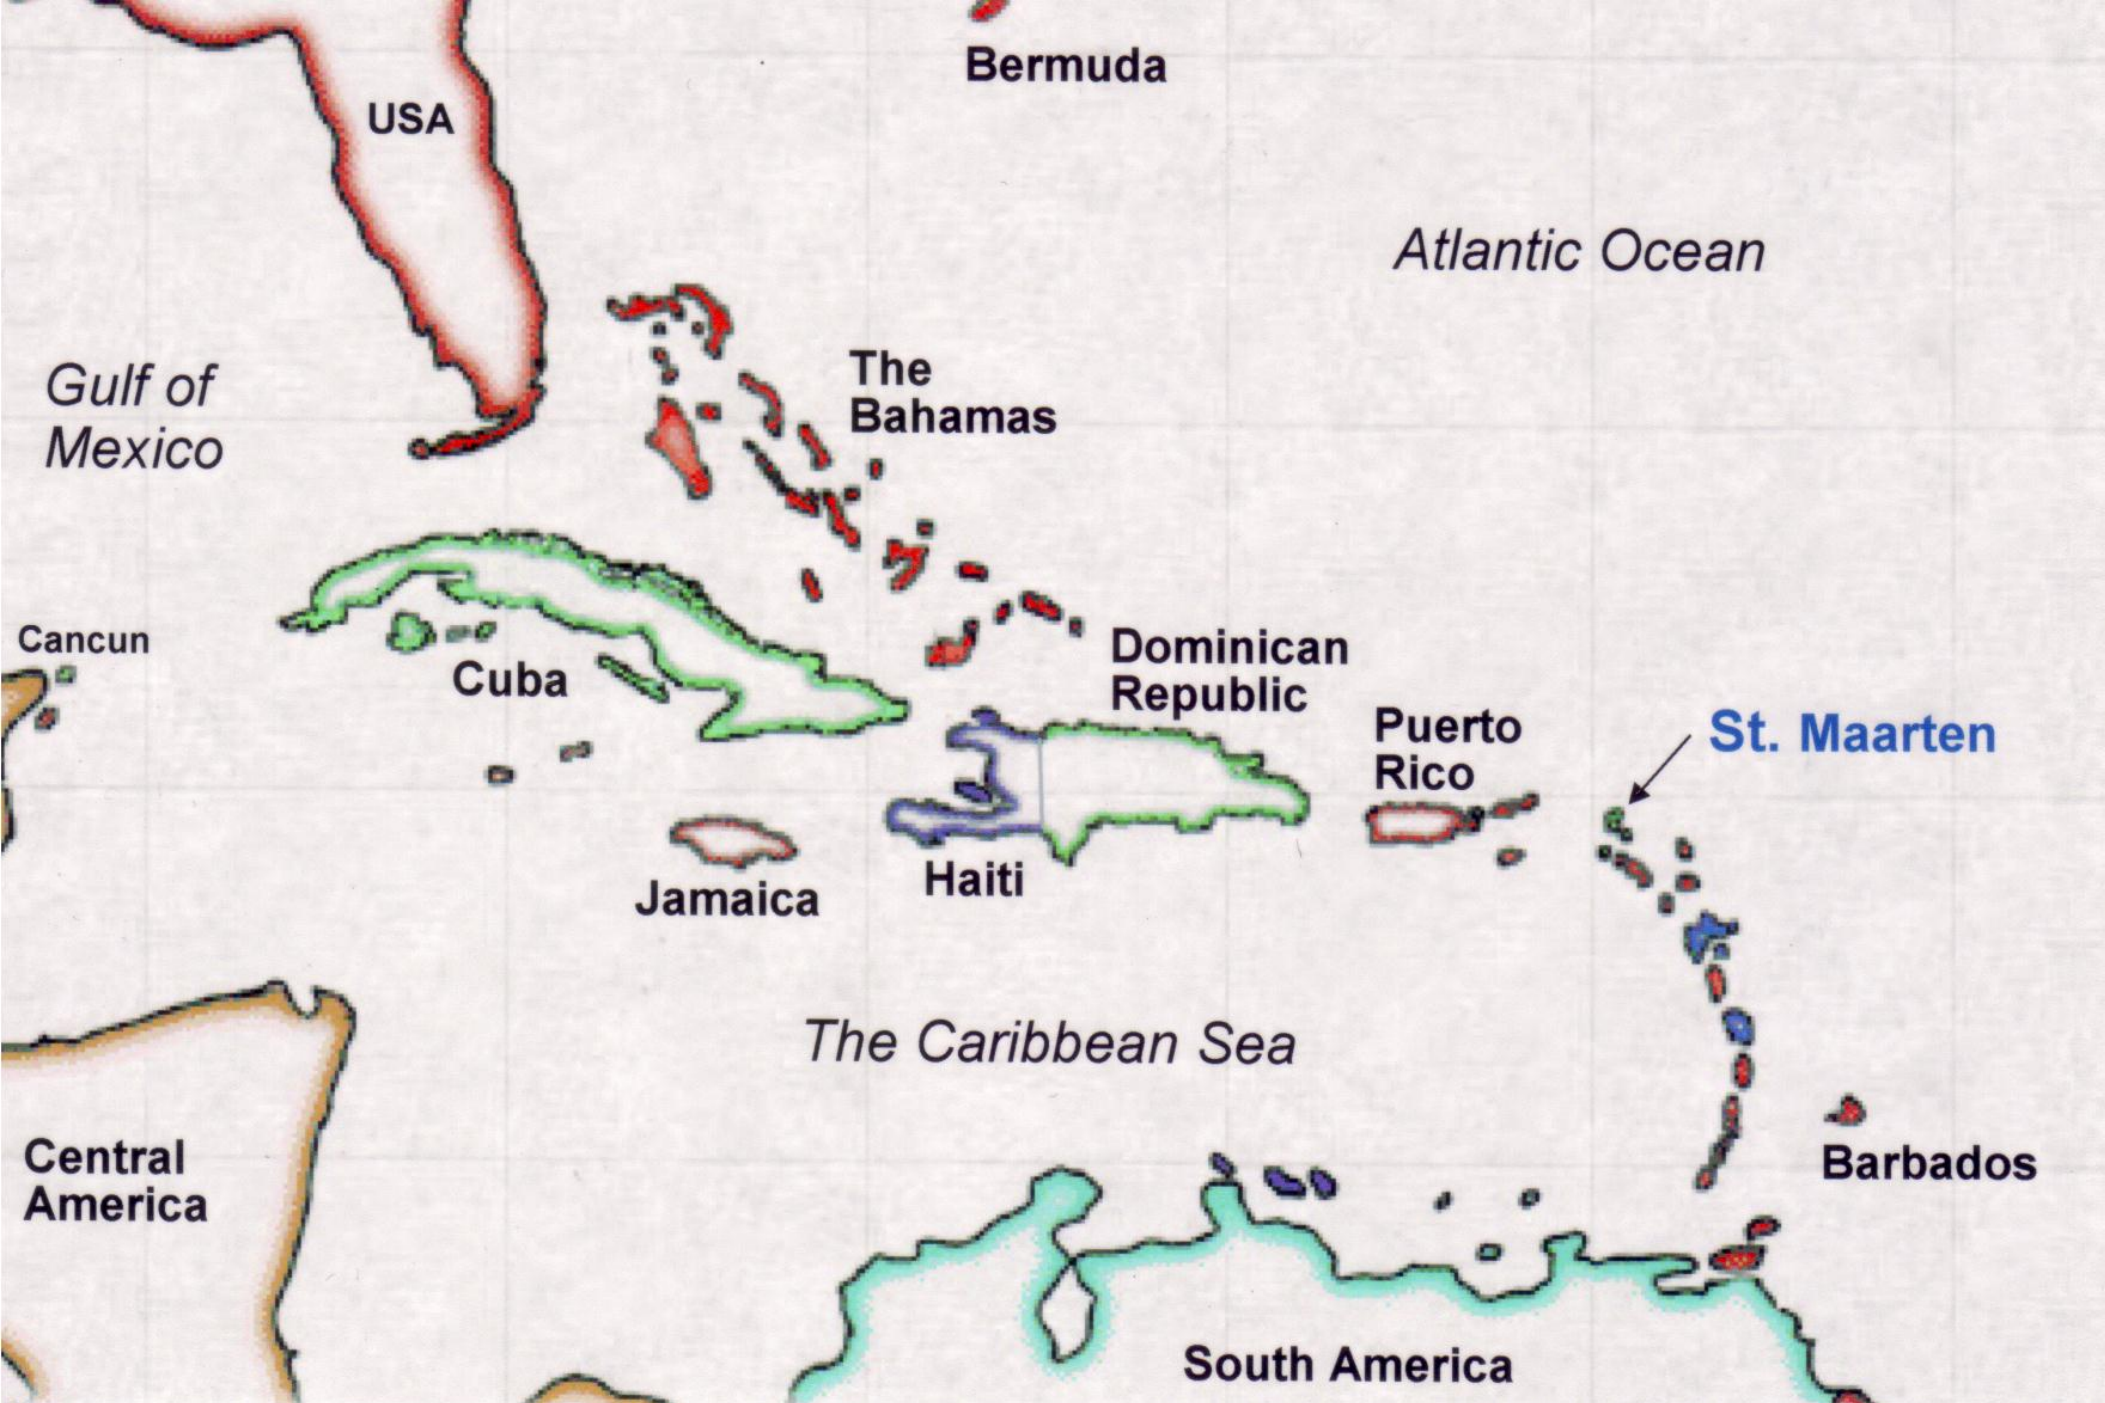 Bermuda
USA
Atlantic Ocean
Gulf of
Mexico
The
Bahamas
Cancun
Cuba
Dominican
Republic
Puerto
Rico
St. Maarten
Jamaica
Haiti
The Caribbean Sea
Central
America
Barbados
South America